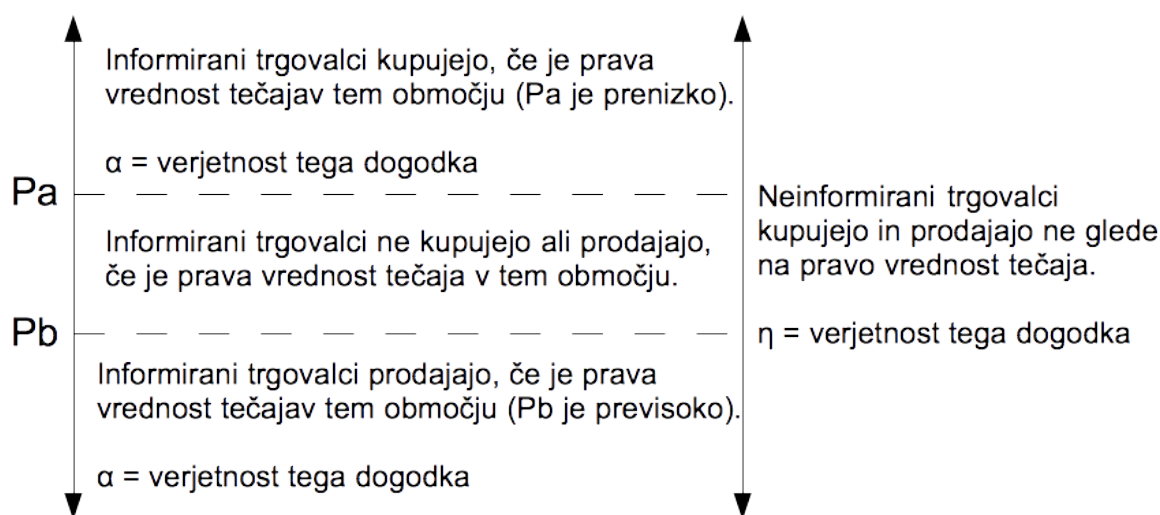 Informirani trgovalci kupujejo, če je prava
vrednost tečajav tem območju (Pa je prenizko).
α = verjetnost tega dogodka
Pa
Informirani trgovalci ne kupujejo ali prodajajo,
če je prava vrednost tečaja v tem območju.
Pb
Informirani trgovalci prodajajo, če je prava
vrednost tečajav tem območju (Pb je previsoko).
α = verjetnost tega dogodka
Neinformirani trgovalci
kupujejo in prodajajo ne glede
na pravo vrednost tečaja.
η = verjetnost tega dogodka